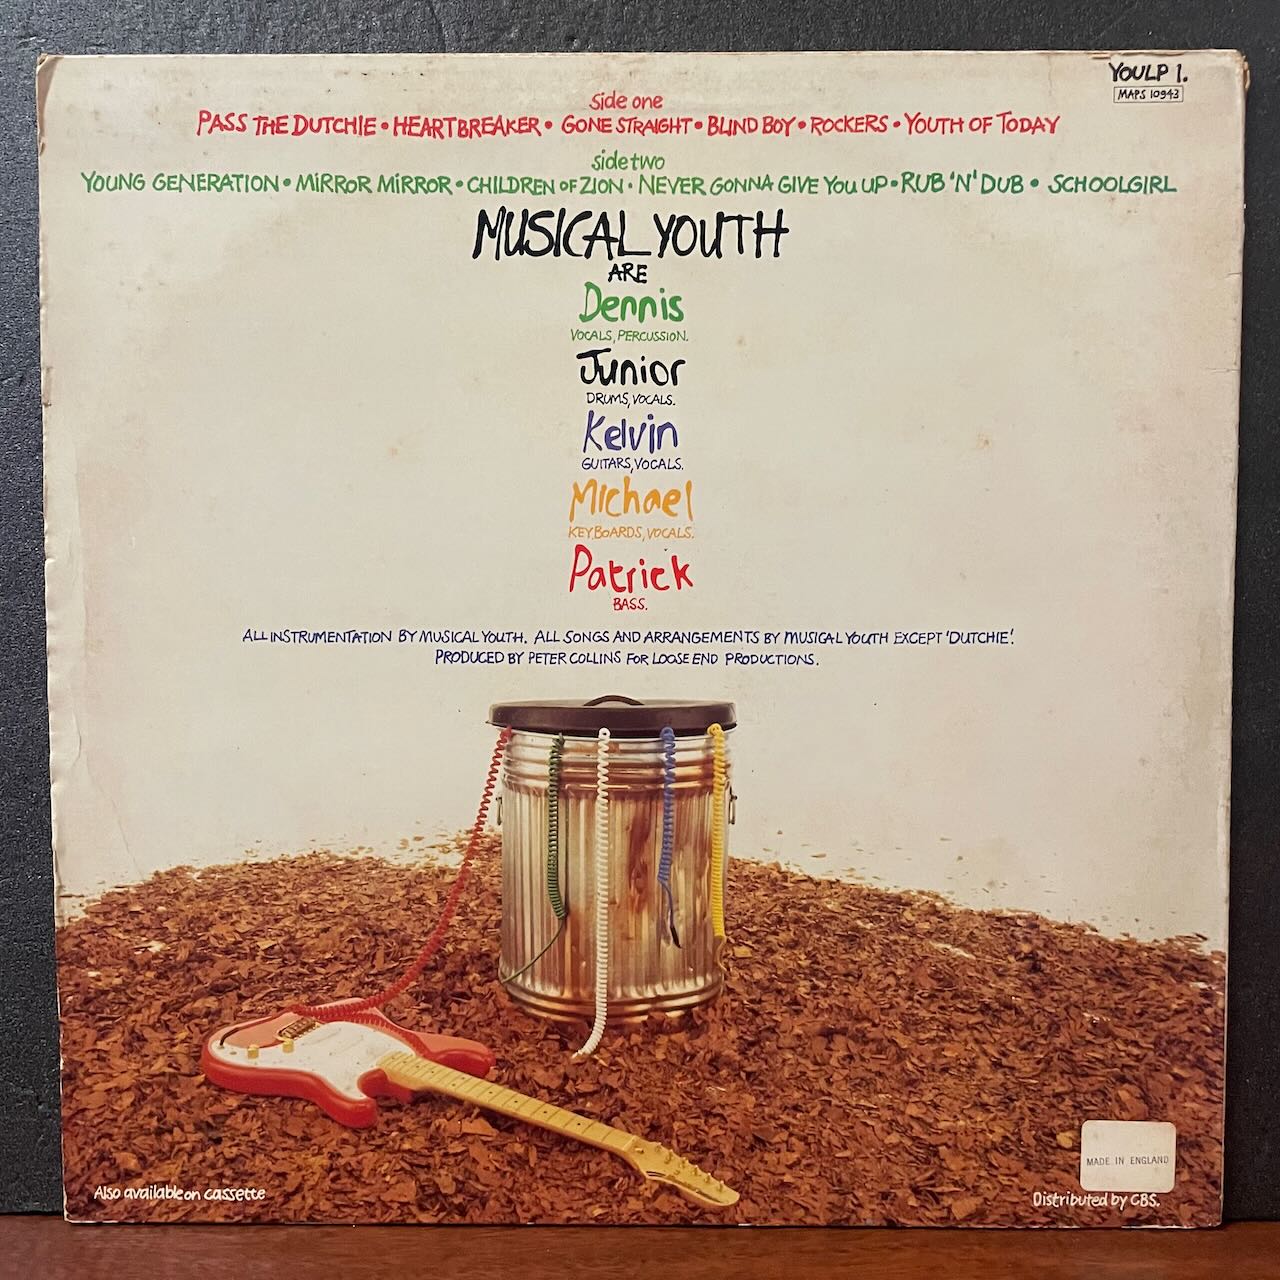 YOULP 1.
MAPS 10943
side one
PASS THE DUTCHIE • HEARTBREAKER • GONE STRAIGHT • BLIND BOY • ROCKERS • YOUTH OF TODAY
side two
YOUNG GENERATION • MIRROR MIRROR • CHILDREN OF ZION • NEVER GONNA GIVE YOU UP • RUB 'N' DUB • SCHOOLGIRL
MUSICAL YOUTH
ARE
Dennis
VOCALS, PERCUSSION.
Junior
DRUMS, VOCALS.
Kelvin
GUITARS, VOCALS.
Michael
KEYBOARDS, VOCALS.
Patrick
BASS.
ALL INSTRUMENTATION BY MUSICAL YOUTH. ALL SONGS AND ARRANGEMENTS BY MUSICAL YOUTH EXCEPT 'DUTCHIE'.
PRODUCED BY PETER COLLINS FOR LOOSE END PRODUCTIONS.
MADE IN ENGLAND
Also available on cassette
Distributed by CBS.